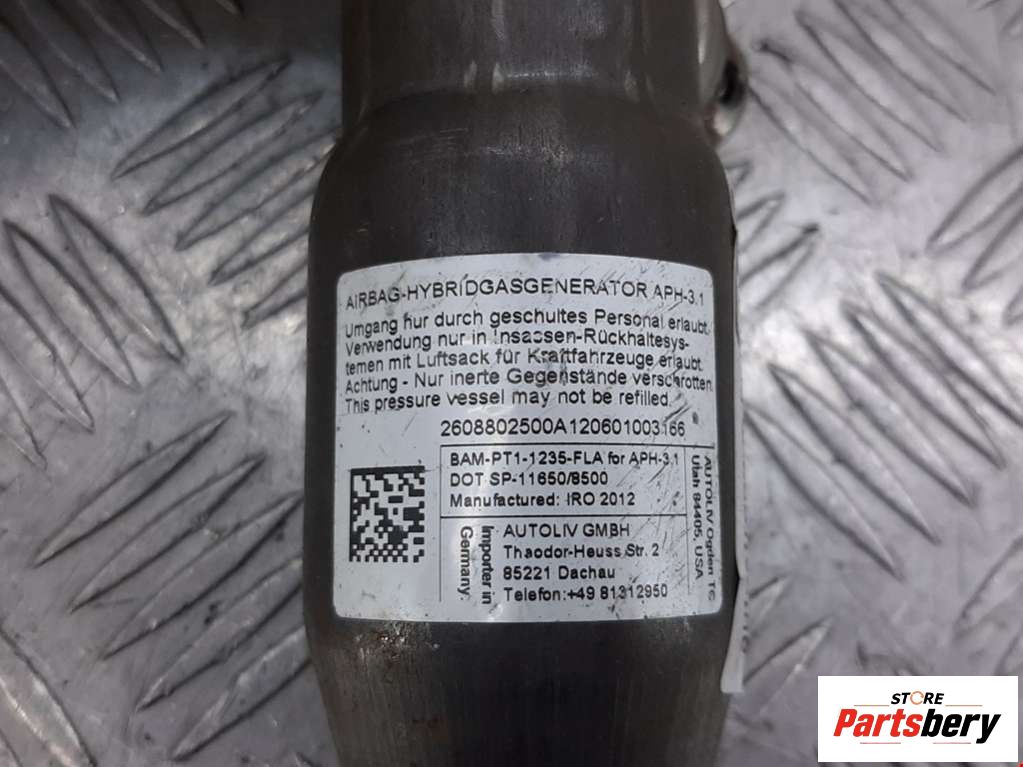 AIRBAG-HYBRIDGASGENERATOR APH-3.1
Umgang nur durch geschultes Personal erlaubt.
Verwendung nur in Insassen-Rückhaltesys-
temen mit Luftsack für Kraftfahrzeuge erlaubt.
Achtung - Nur inerte Gegenstände verschrotten.
This pressure vessel may not be refilled.
2608802500A120601003166
BAM-PT1-1235-FLA for APH-3.1
DOT SP-11650/8500
Manufactured: IRO 2012
Importer in
Germany:
AUTOLIV GMBH
Thaodor-Heuss Str. 2
85221 Dachau
Telefon:+49 81312950
AUTOLIV Ogden
Utah 84405, USA
STORE
Partsbery